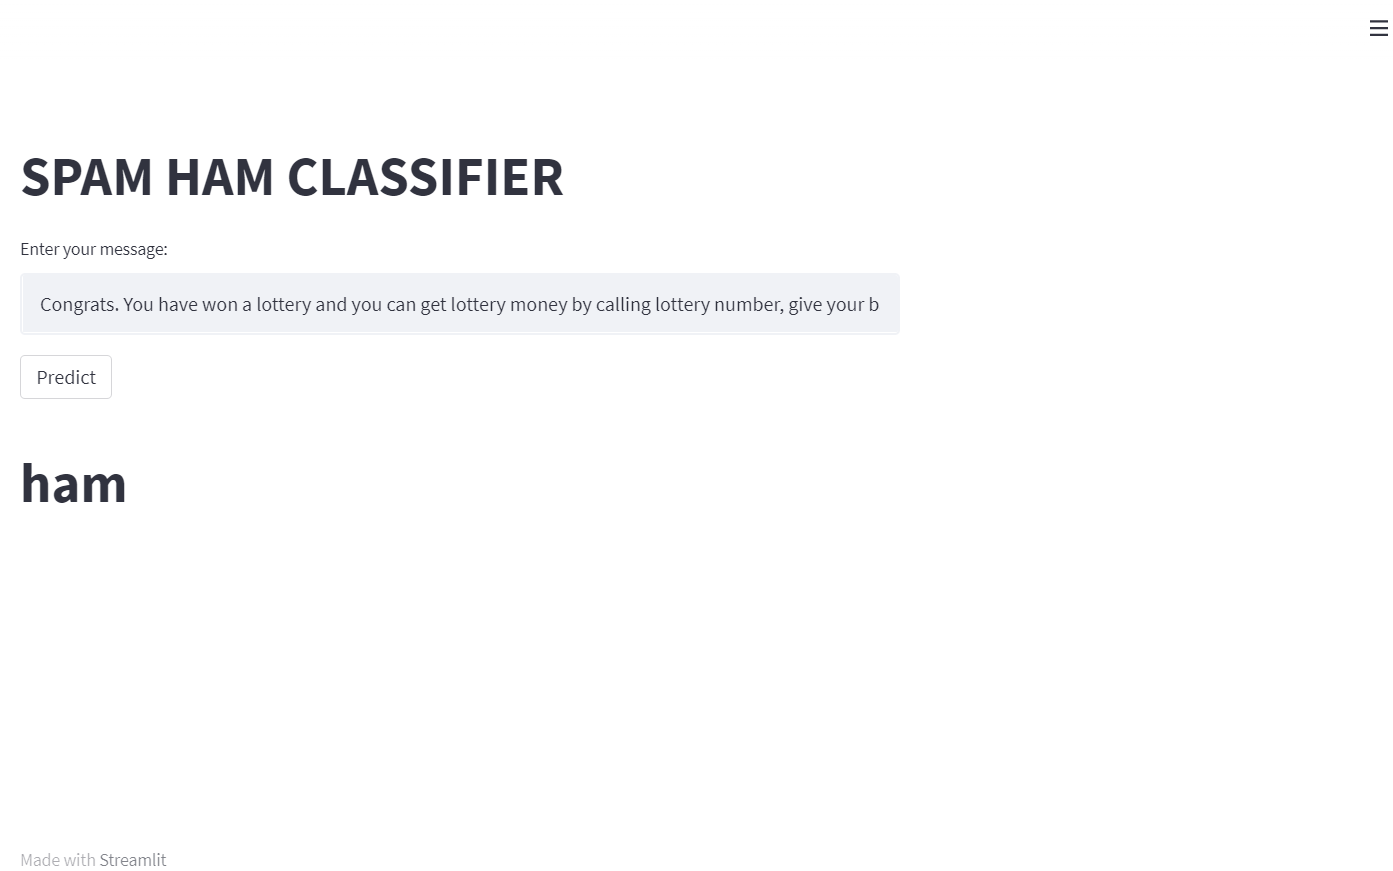 SPAM HAM CLASSIFIER
Enter your message:
Congrats. You have won a lottery and you can get lottery money by calling lottery number, give your b
Predict
ham
Made with Streamlit